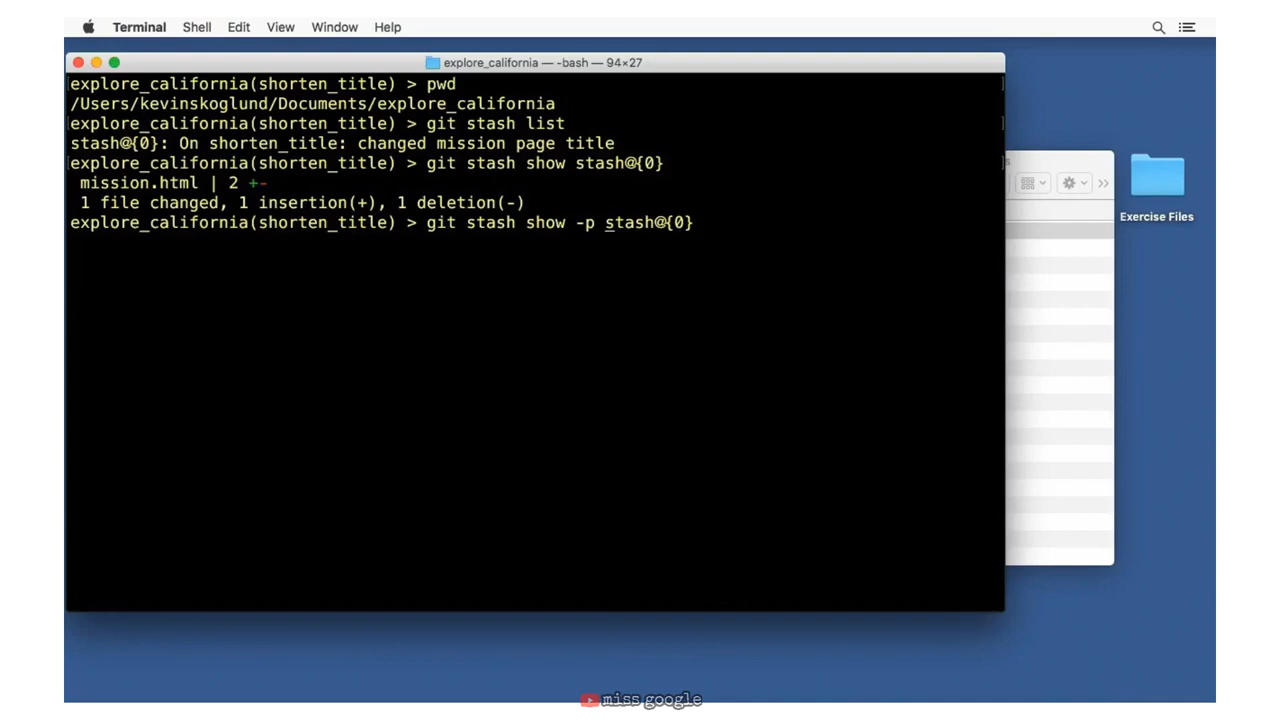 Terminal Shell Edit View Window Help
explore_california — -bash — 94×27
explore_california(shorten_title) > pwd
/Users/kevinskoglund/Documents/explore_california
explore_california(shorten_title) > git stash list
stash@{0}: On shorten_title: changed mission page title
explore_california(shorten_title) > git stash show stash@{0}
mission.html | 2 +-
1 file changed, 1 insertion(+), 1 deletion(-)
explore_california(shorten_title) > git stash show -p stash@{0}
Exercise Files
miss google